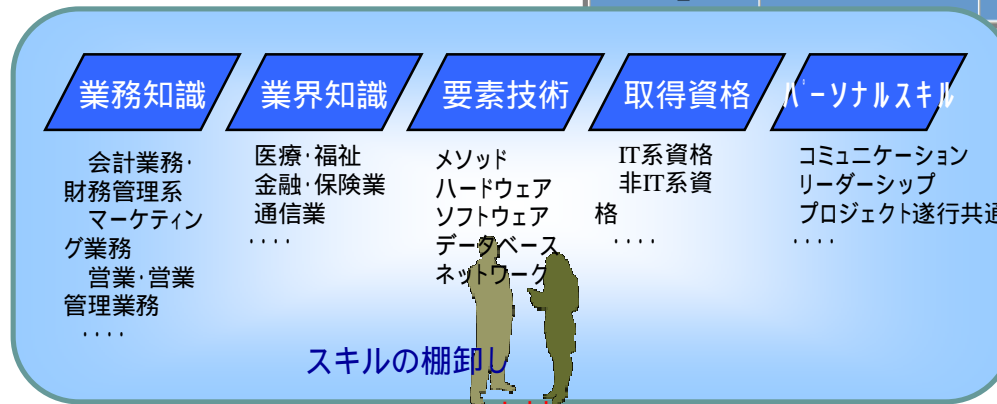 業務知識
会計業務・
財務管理系
マーケティン
グ業務
営業・営業
管理業務
････
業界知識
医療・福祉
金融・保険業
通信業
････
要素技術
メソッド
ハードウェア
ソフトウェア
データベース
ネットワーク
取得資格
IT系資格
非IT系資
格
････
ﾊﾟｰｿﾅﾙｽｷﾙ
コミュニケーション
リーダーシップ
プロジェクト遂行共通
････
スキルの棚卸し